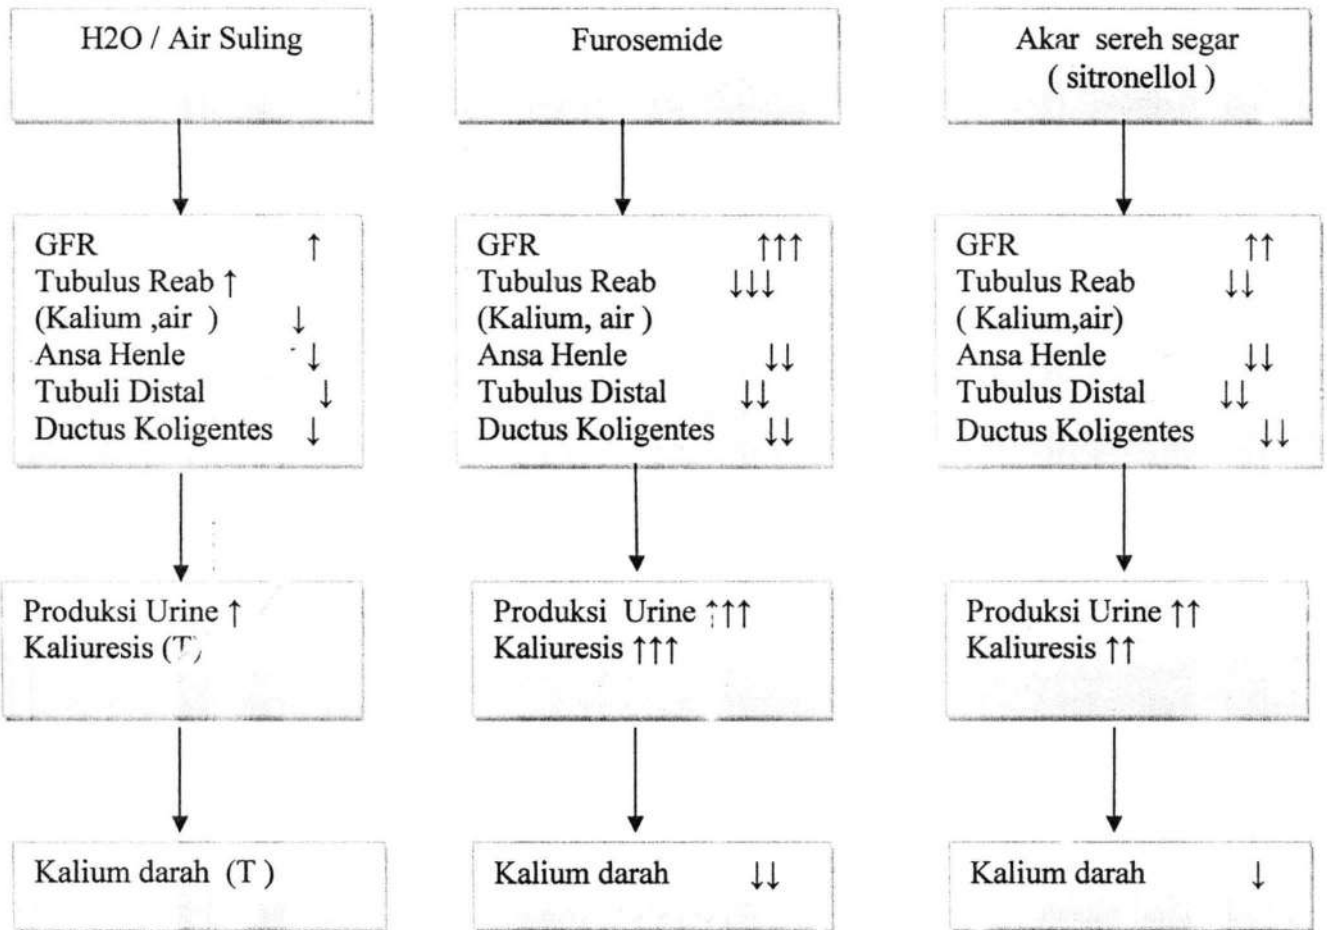 H2O / Air Suling
Furosemide
Akar sereh segar
( sitronellol )
GFR ↑
Tubulus Reab ↑
(Kalium ,air ) ↓
Ansa Henle ↓
Tubuli Distal ↓
Ductus Koligentes ↓
GFR ↑↑↑
Tubulus Reab ↓↓↓
(Kalium, air )
Ansa Henle ↓↓
Tubulus Distal ↓↓
Ductus Koligentes ↓↓
GFR ↑↑
Tubulus Reab ↓↓
( Kalium,air)
Ansa Henle ↓↓
Tubulus Distal ↓↓
Ductus Koligentes ↓↓
Produksi Urine ↑
Kaliuresis (T)
Produksi Urine ↑↑↑
Kaliuresis ↑↑↑
Produksi Urine ↑↑
Kaliuresis ↑↑
Kalium darah (T )
Kalium darah ↓↓
Kalium darah ↓